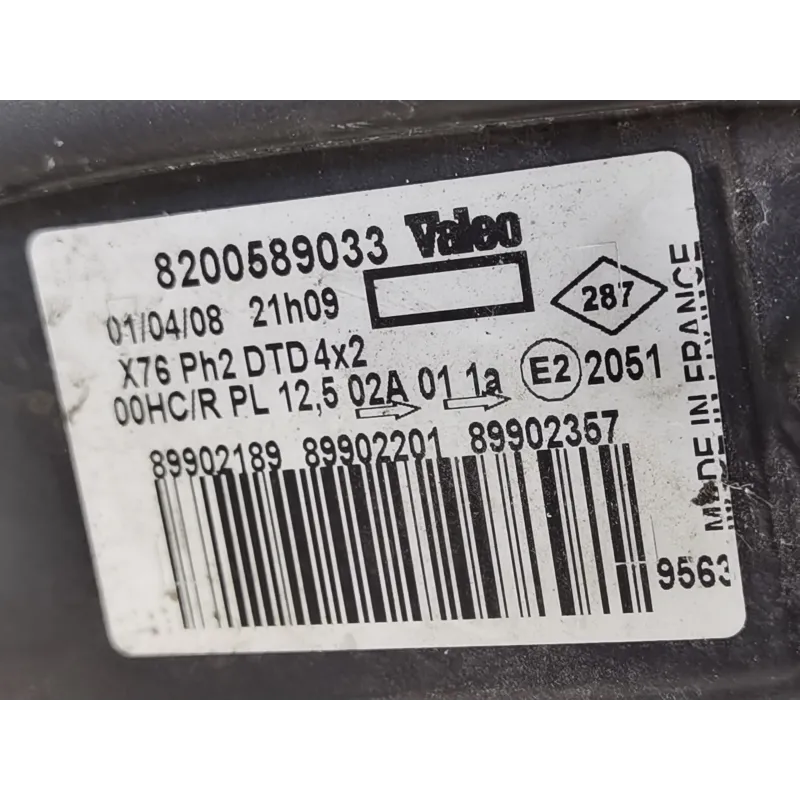 8200589033 Valeo
01/04/08 21h09
287
X76 Ph2 DTD 4x2
00HC/R PL 12,5 02A 01 1a E2 2051
89902189 89902201 89902357
9563
MADE IN FRANCE